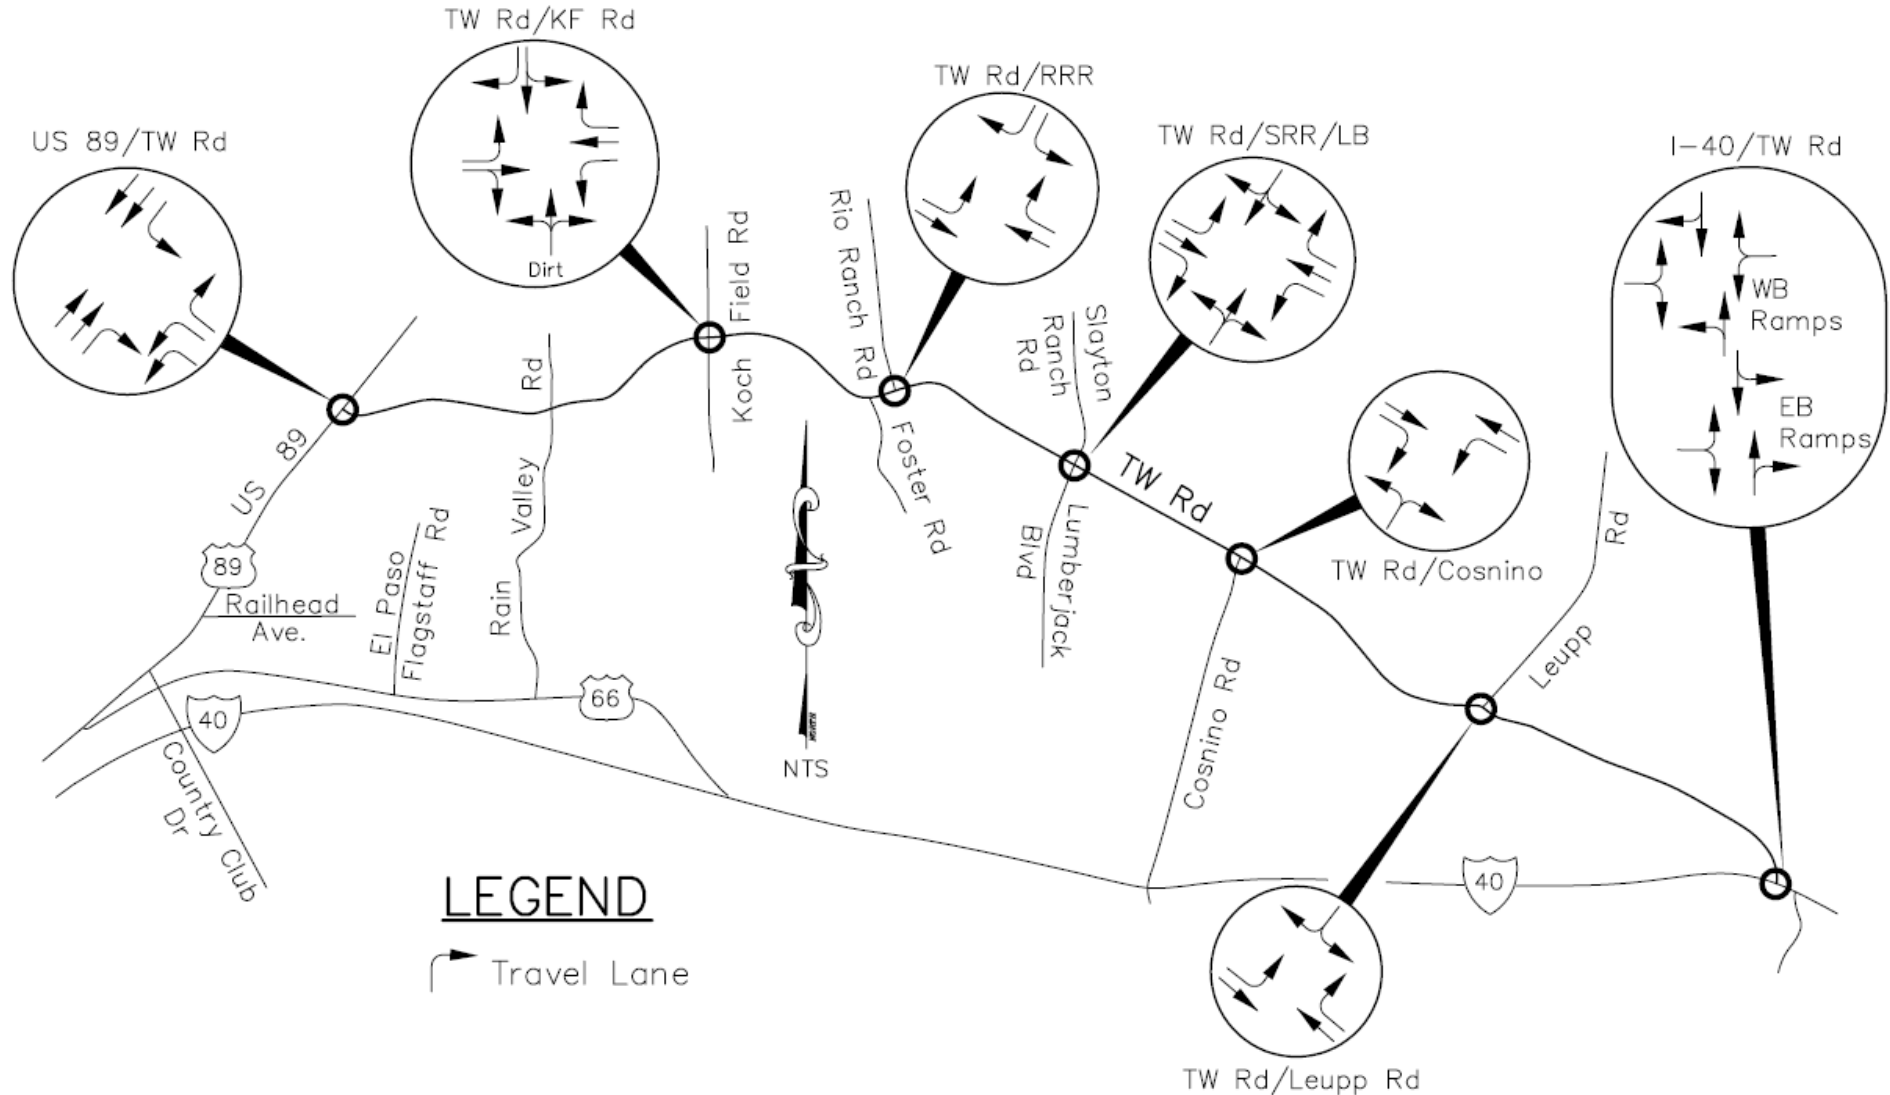 TW Rd/KF Rd
TW Rd/RRR
US 89/TW Rd
TW Rd/SRR/LB
I-40/TW Rd
Dirt
WB
Ramps
EB
Ramps
Koch Field Rd
Rio Ranch Rd
Slayton
Ranch
Rd
Foster Rd
TW Rd
TW Rd/Cosnino
US 89
89
Railhead
Ave.
El Paso
Flagstaff Rd
Rain Valley Rd
Lumberjack
Blvd
Leupp Rd
Cosnino Rd
66
40
Country Club
Dr
NTS
40
LEGEND
Travel Lane
TW Rd/Leupp Rd